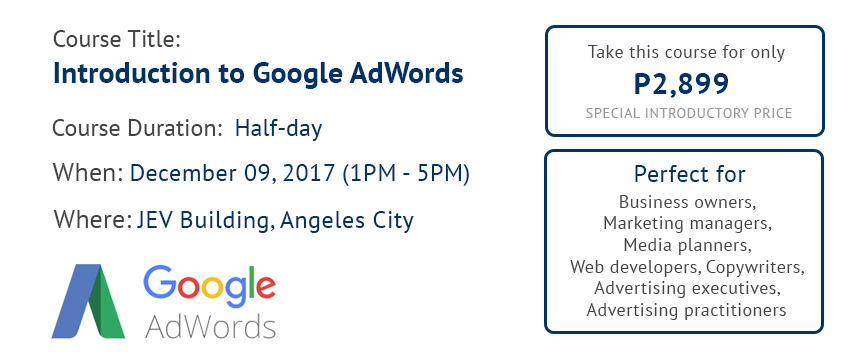 Course Title:
Introduction to Google AdWords
Course Duration: Half-day
When: December 09, 2017 (1PM - 5PM)
Where: JEV Building, Angeles City
Google
AdWords
Take this course for only
P2,899
SPECIAL INTRODUCTORY PRICE
Perfect for
Business owners,
Marketing managers,
Media planners,
Web developers, Copywriters,
Advertising executives,
Advertising practitioners